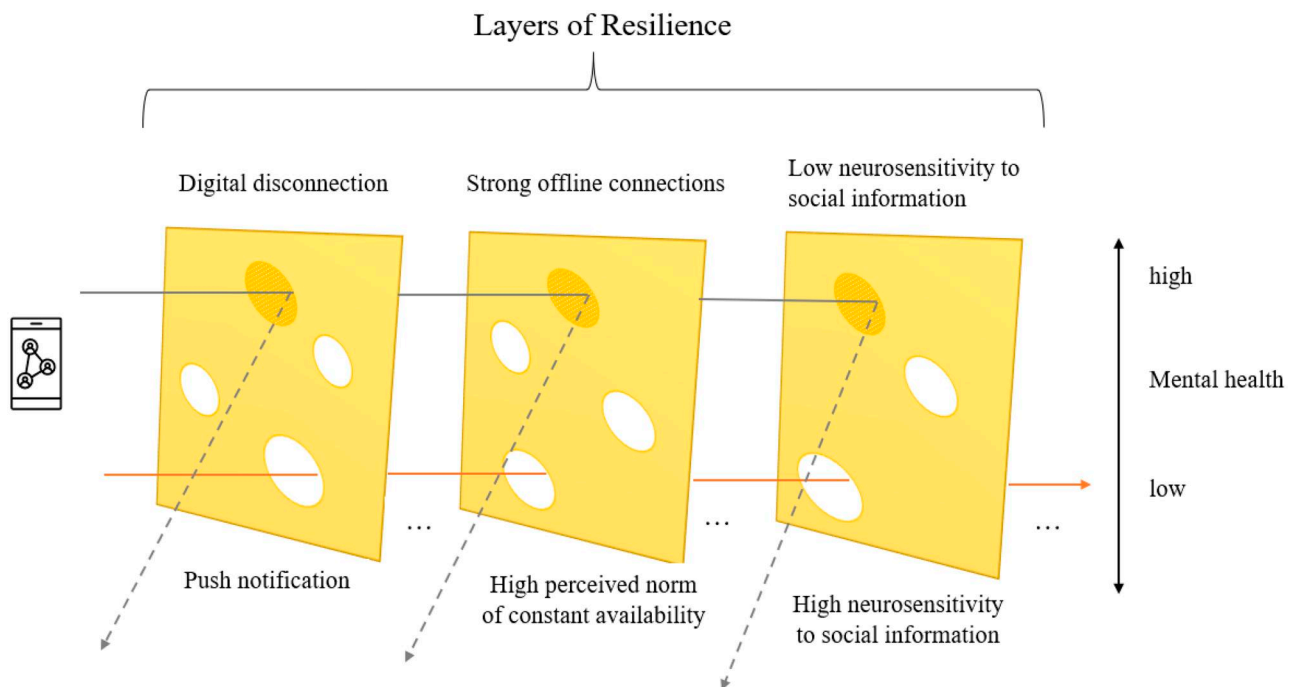 Layers of Resilience
Digital disconnection
Strong offline connections
Low neurosensitivity to
social information
high
Mental health
low
...
...
...
Push notification
High perceived norm
of constant availability
High neurosensitivity
to social information